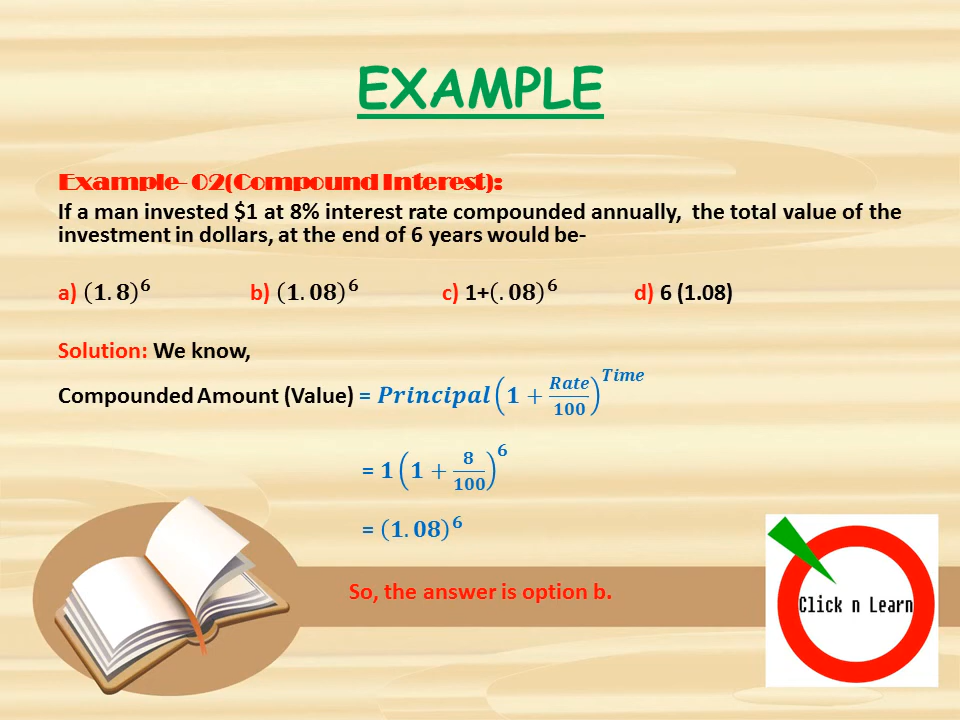 EXAMPLE
Example- 02(Compound Interest):
If a man invested $1 at 8% interest rate compounded annually, the total value of the
investment in dollars, at the end of 6 years would be-
a) (1.8)^6 b) (1.08)^6 c) 1+(.08)^6 d) 6 (1.08)
Solution: We know,
Compounded Amount (Value) = Principal(1 + Rate/100)^Time
= 1(1 + 8/100)^6
= (1.08)^6
So, the answer is option b.
Click n Learn